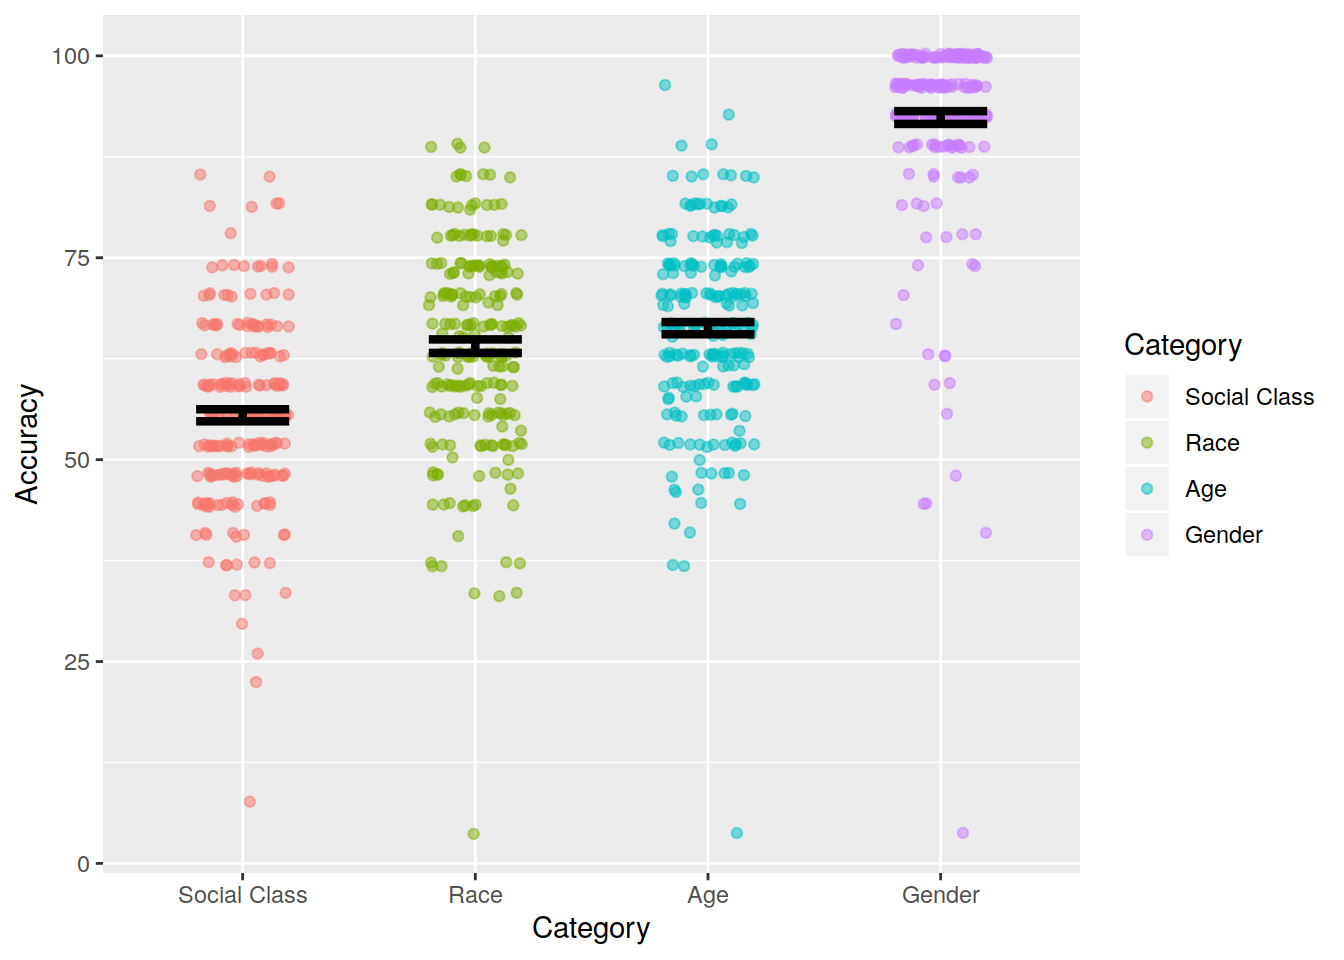 100
75
50
25
0
Accuracy
Social Class
Race
Age
Gender
Category
Category
Social Class
Race
Age
Gender